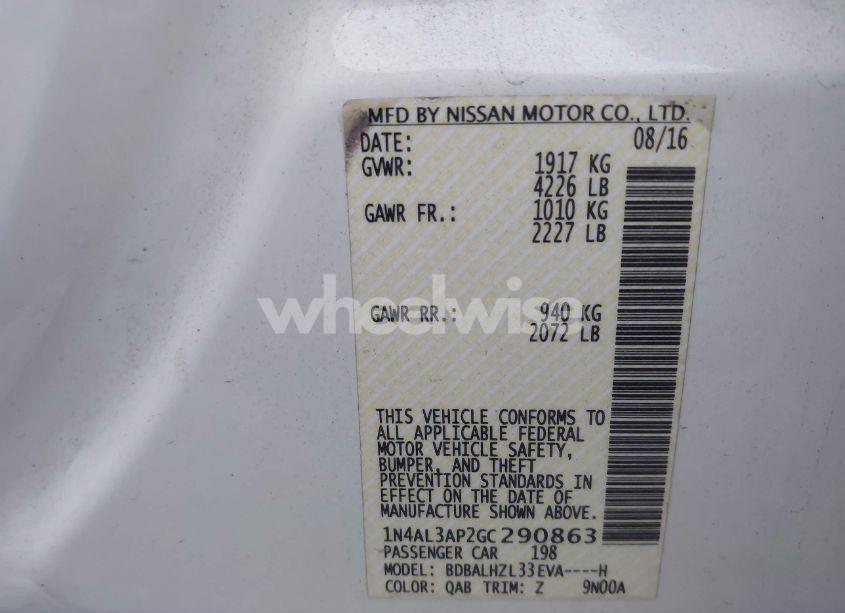 MFD BY NISSAN MOTOR CO., LTD.
DATE: 08/16
GVWR: 1917 KG
4226 LB
GAWR FR.: 1010 KG
2227 LB
wheelwise
GAWR RR.: 940 KG
2072 LB
THIS VEHICLE CONFORMS TO
ALL APPLICABLE FEDERAL
MOTOR VEHICLE SAFETY,
BUMPER, AND THEFT
PREVENTION STANDARDS IN
EFFECT ON THE DATE OF
MANUFACTURE SHOWN ABOVE.
1N4AL3AP2GC290863
PASSENGER CAR 198
MODEL: BDBALHZL33EVA----H
COLOR: QAB TRIM: Z 9N00A